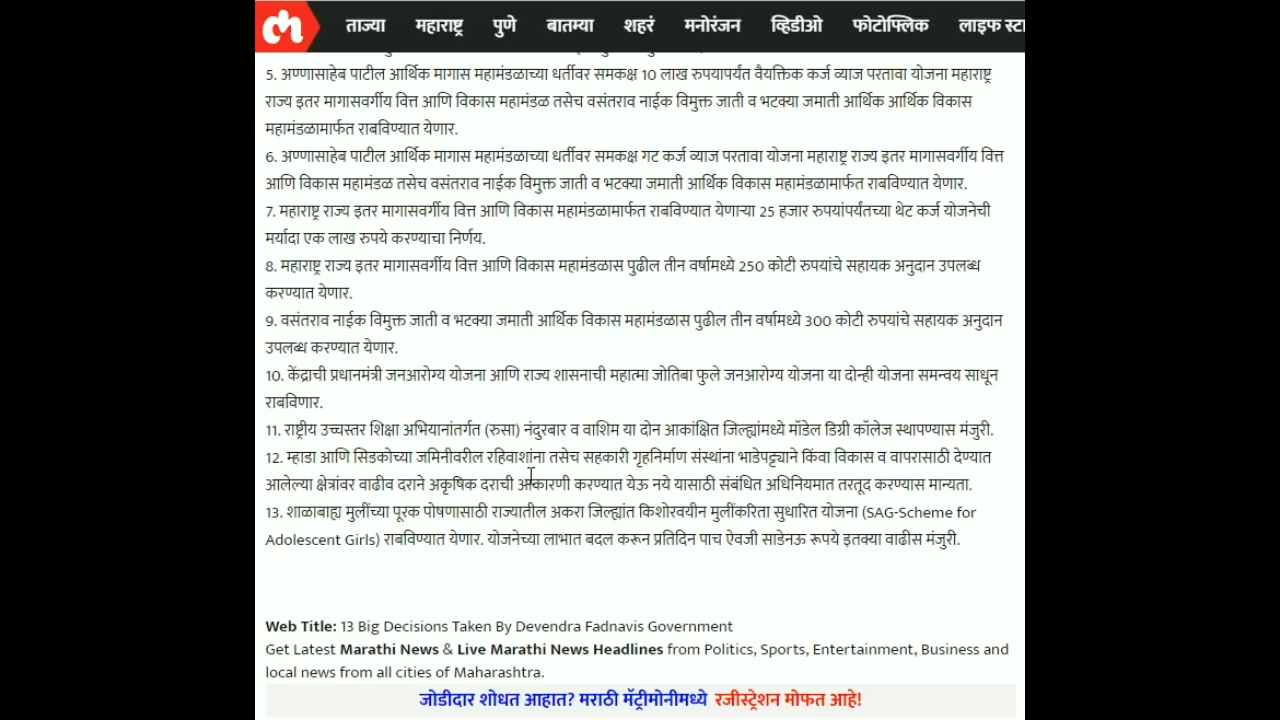 ताज्या महाराष्ट्र पुणे बातम्या शहरं मनोरंजन व्हिडीओ फोटोफ्लिक लाइफ स्टा
5. अण्णासाहेब पाटील आर्थिक मागास महामंडळाच्या धर्तीवर समकक्ष 10 लाख रुपयापर्यंत वैयक्तिक कर्ज व्याज परतावा योजना महाराष्ट्र
राज्य इतर मागासवर्गीय वित्त आणि विकास महामंडळ तसेच वसंतराव नाईक विमुक्त जाती व भटक्या जमाती आर्थिक आर्थिक विकास
महामंडळामार्फत राबविण्यात येणार.
6. अण्णासाहेब पाटील आर्थिक मागास महामंडळाच्या धर्तीवर समकक्ष गट कर्ज व्याज परतावा योजना महाराष्ट्र राज्य इतर मागासवर्गीय वित्त
आणि विकास महामंडळ तसेच वसंतराव नाईक विमुक्त जाती व भटक्या जमाती आर्थिक विकास महामंडळामार्फत राबविण्यात येणार.
7. महाराष्ट्र राज्य इतर मागासवर्गीय वित्त आणि विकास महामंडळामार्फत राबविण्यात येणाऱ्या 25 हजार रुपयांपर्यंतच्या थेट कर्ज योजनेची
मर्यादा एक लाख रुपये करण्याचा निर्णय.
8. महाराष्ट्र राज्य इतर मागासवर्गीय वित्त आणि विकास महामंडळास पुढील तीन वर्षामध्ये 250 कोटी रुपयांचे सहायक अनुदान उपलब्ध
करण्यात येणार.
9. वसंतराव नाईक विमुक्त जाती व भटक्या जमाती आर्थिक विकास महामंडळास पुढील तीन वर्षामध्ये 300 कोटी रुपयांचे सहायक अनुदान
उपलब्ध करण्यात येणार.
10. केंद्राची प्रधानमंत्री जनआरोग्य योजना आणि राज्य शासनाची महात्मा जोतिबा फुले जनआरोग्य योजना या दोन्ही योजना समन्वय साधून
राबविणार.
11. राष्ट्रीय उच्चस्तर शिक्षा अभियानांतर्गत (रुसा) नंदुरबार व वाशिम या दोन आकांक्षित जिल्ह्यांमध्ये मॉडेल डिग्री कॉलेज स्थापण्यास मंजुरी.
12. म्हाडा आणि सिडकोच्या जमिनीवरील रहिवाशांना तसेच सहकारी गृहनिर्माण संस्थांना भाडेपट्ट्याने किंवा विकास व वापरासाठी देण्यात
आलेल्या क्षेत्रांवर वाढीव दराने अकृषिक दराची आकारणी करण्यात येऊ नये यासाठी संबंधित अधिनियमात तरतूद करण्यास मान्यता.
13. शाळाबाह्य मुलींच्या पूरक पोषणासाठी राज्यातील अकरा जिल्ह्यांत किशोरवयीन मुलींकरिता सुधारित योजना (SAG-Scheme for
Adolescent Girls) राबविण्यात येणार. योजनेच्या लाभात बदल करून प्रतिदिन पाच ऐवजी साडेनऊ रूपये इतक्या वाढीस मंजुरी.
Web Title: 13 Big Decisions Taken By Devendra Fadnavis Government
Get Latest Marathi News & Live Marathi News Headlines from Politics, Sports, Entertainment, Business and
local news from all cities of Maharashtra.
जोडीदार शोधत आहात? मराठी मॅट्रीमोनीमध्ये रजीस्ट्रेशन मोफत आहे!